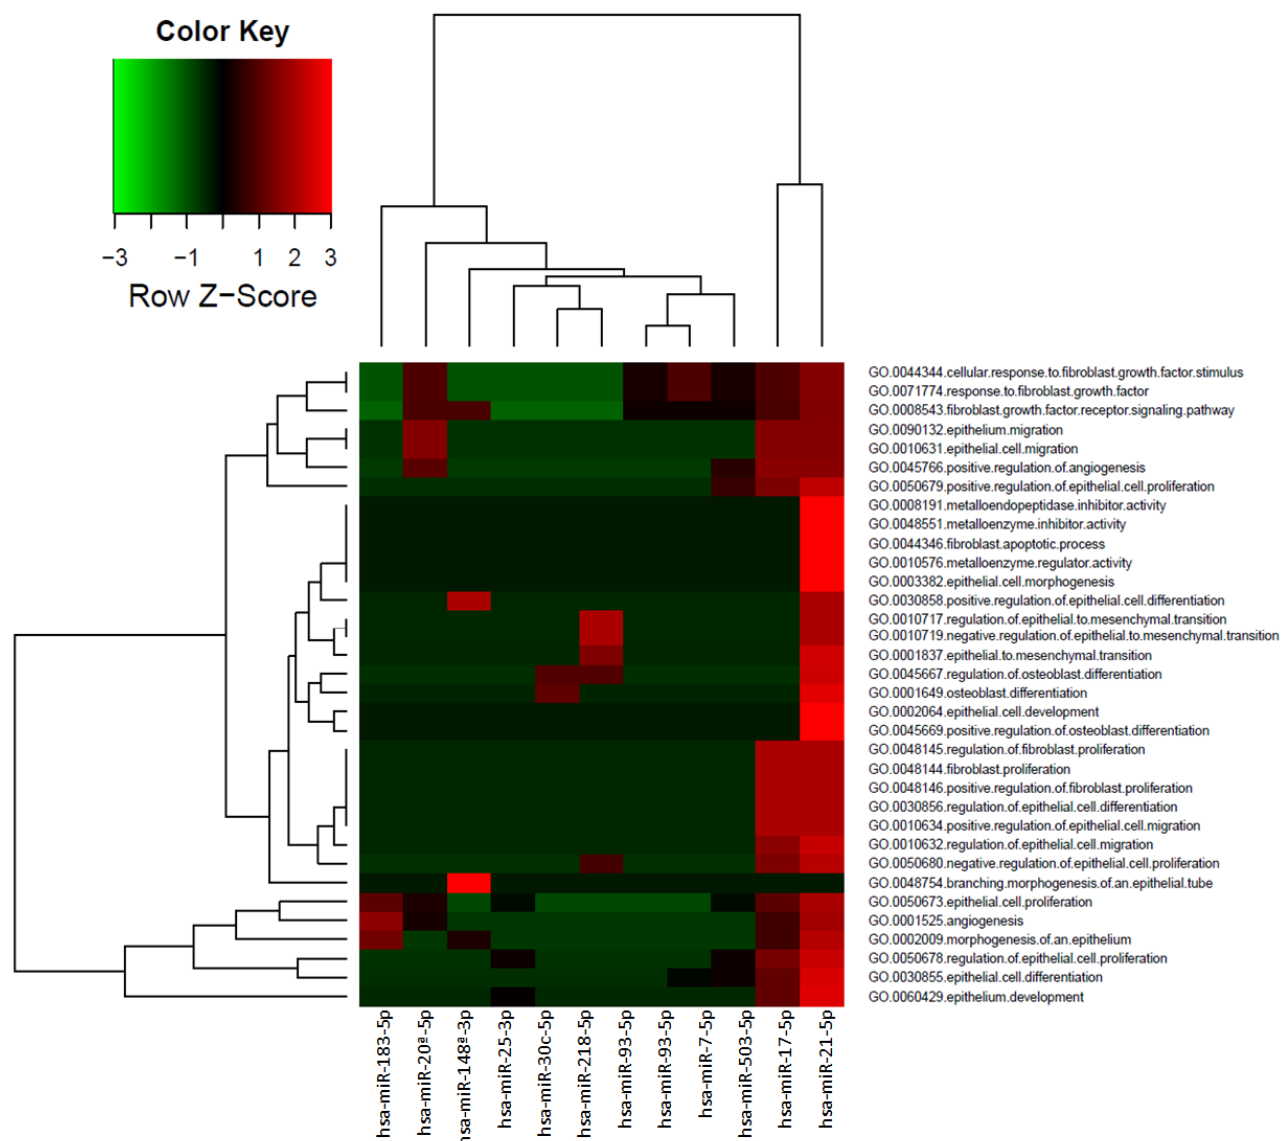 Color Key
−3 −1 1 2 3
Row Z−Score
GO.0044344.cellular.response.to.fibroblast.growth.factor.stimulus
GO.0071774.response.to.fibroblast.growth.factor
GO.0008543.fibroblast.growth.factor.receptor.signaling.pathway
GO.0090132.epithelium.migration
GO.0010631.epithelial.cell.migration
GO.0045766.positive.regulation.of.angiogenesis
GO.0050679.positive.regulation.of.epithelial.cell.proliferation
GO.0008191.metalloendopeptidase.inhibitor.activity
GO.0048551.metalloenzyme.inhibitor.activity
GO.0044346.fibroblast.apoptotic.process
GO.0010576.metalloenzyme.regulator.activity
GO.0003382.epithelial.cell.morphogenesis
GO.0030858.positive.regulation.of.epithelial.cell.differentiation
GO.0010717.regulation.of.epithelial.to.mesenchymal.transition
GO.0010719.negative.regulation.of.epithelial.to.mesenchymal.transition
GO.0001837.epithelial.to.mesenchymal.transition
GO.0045667.regulation.of.osteoblast.differentiation
GO.0001649.osteoblast.differentiation
GO.0002064.epithelial.cell.development
GO.0045669.positive.regulation.of.osteoblast.differentiation
GO.0048145.regulation.of.fibroblast.proliferation
GO.0048144.fibroblast.proliferation
GO.0048146.positive.regulation.of.fibroblast.proliferation
GO.0030856.regulation.of.epithelial.cell.differentiation
GO.0010634.positive.regulation.of.epithelial.cell.migration
GO.0010632.regulation.of.epithelial.cell.migration
GO.0050680.negative.regulation.of.epithelial.cell.proliferation
GO.0048754.branching.morphogenesis.of.an.epithelial.tube
GO.0050673.epithelial.cell.proliferation
GO.0001525.angiogenesis
GO.0002009.morphogenesis.of.an.epithelium
GO.0050678.regulation.of.epithelial.cell.proliferation
GO.0030855.epithelial.cell.differentiation
GO.0060429.epithelium.development
hsa-miR-183-5p
hsa-miR-20ª-5p
hsa-miR-148ª-3p
hsa-miR-25-3p
hsa-miR-30c-5p
hsa-miR-218-5p
hsa-miR-93-5p
hsa-miR-93-5p
hsa-miR-7-5p
hsa-miR-503-5p
hsa-miR-17-5p
hsa-miR-21-5p